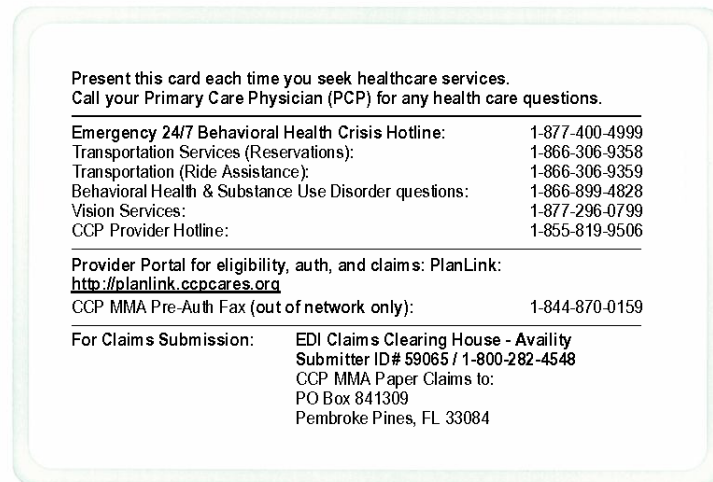 Present this card each time you seek healthcare services.
Call your Primary Care Physician (PCP) for any health care questions.
Emergency 24/7 Behavioral Health Crisis Hotline: 1-877-400-4999
Transportation Services (Reservations): 1-866-306-9358
Transportation (Ride Assistance): 1-866-306-9359
Behavioral Health & Substance Use Disorder questions: 1-866-899-4828
Vision Services: 1-877-296-0799
CCP Provider Hotline: 1-855-819-9506
Provider Portal for eligibility, auth, and claims: PlanLink:
http://planlink.ccpcares.org
CCP MMA Pre-Auth Fax (out of network only): 1-844-870-0159
For Claims Submission: EDI Claims Clearing House - Availity
Submitter ID# 59065 / 1-800-282-4548
CCP MMA Paper Claims to:
PO Box 841309
Pembroke Pines, FL 33084